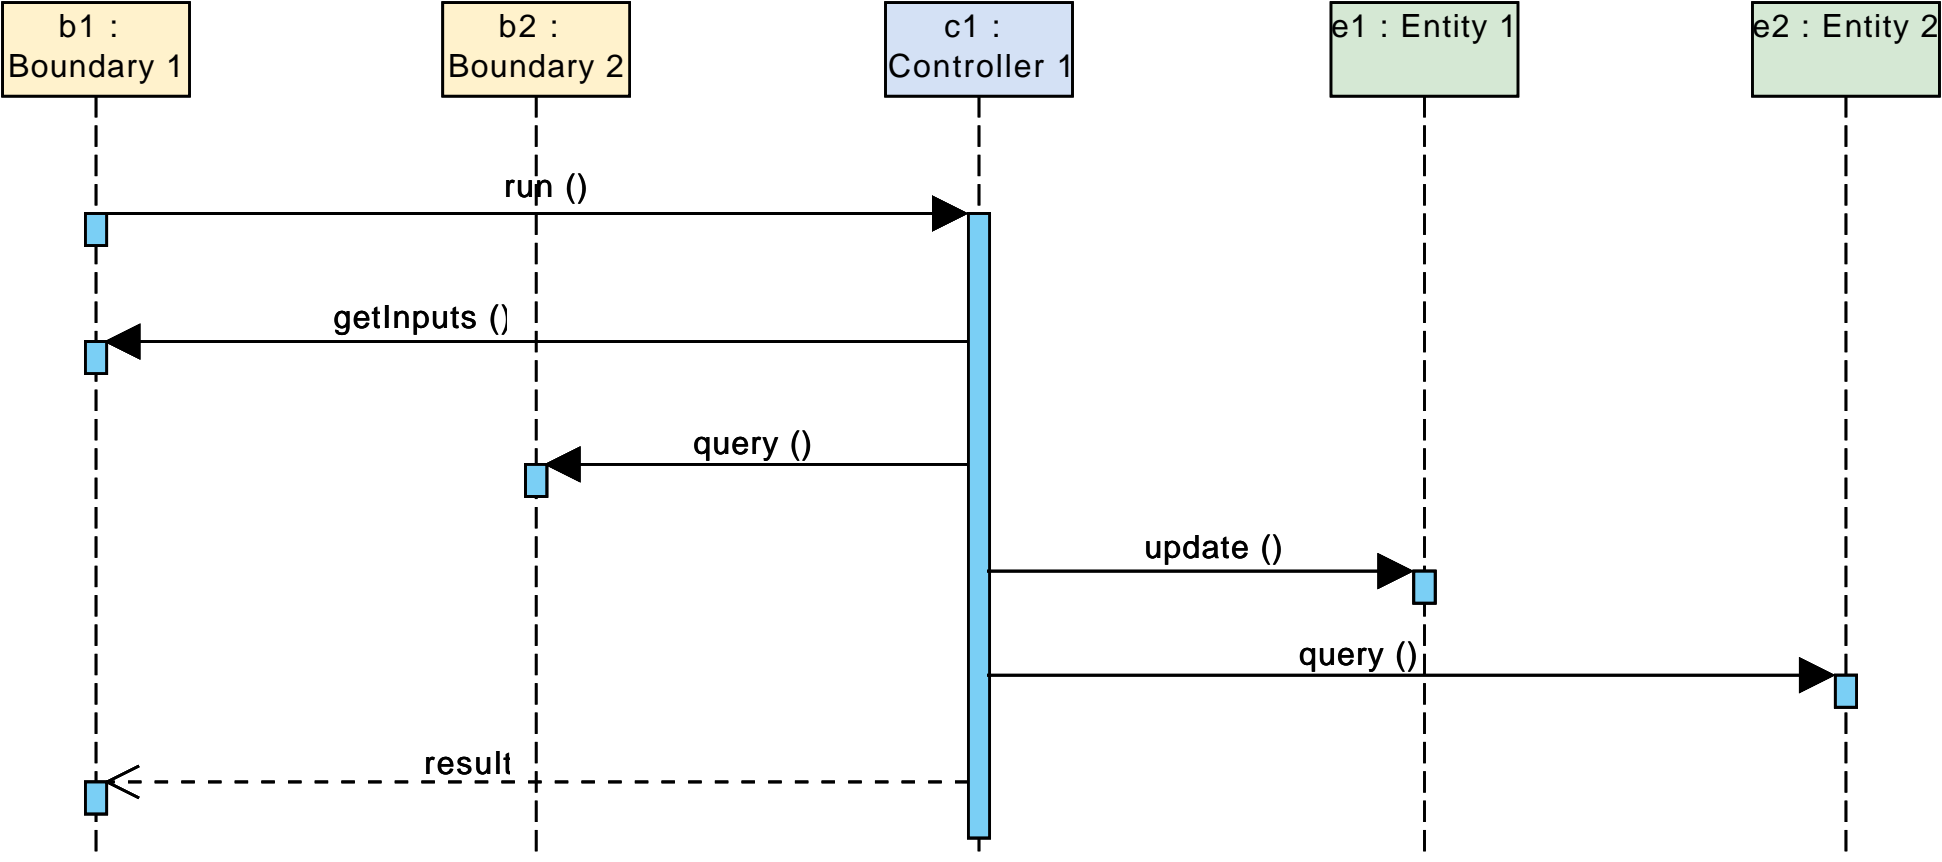 b1 :
Boundary 1
b2 :
Boundary 2
c1 :
Controller 1
e1 : Entity 1
e2 : Entity 2
run ()
getInputs ()
query ()
update ()
query ()
result